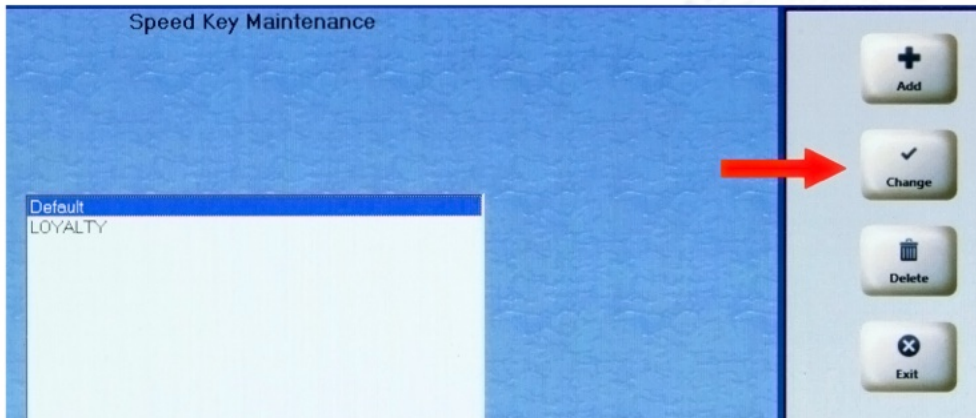 Speed Key Maintenance
Add
Change
Default
LOYALTY
Delete
Exit